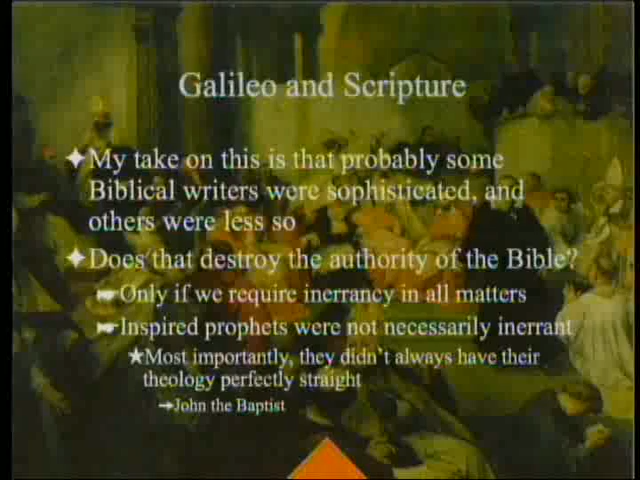 Galileo and Scripture
My take on this is that probably some
Biblical writers were sophisticated, and
others were less so
Does that destroy the authority of the Bible?
Only if we require inerrancy in all matters
Inspired prophets were not necessarily inerrant
Most importantly, they didn't always have their
theology perfectly straight
John the Baptist